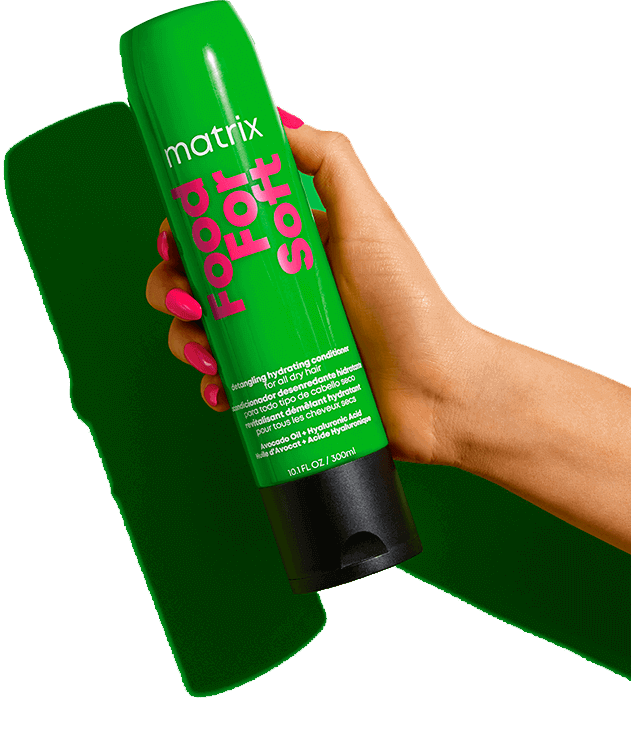 matrix
Food
For
Soft
detangling hydrating conditioner
for all dry hair
acondicionador desenredante hidratante
para todo tipo de cabello seco
revitalisant démêlant hydratant
pour tous les cheveux secs
Avocado Oil + Hyaluronic Acid
Huile d'Avocat + Acide Hyaluronique
10.1 FL OZ / 300ml